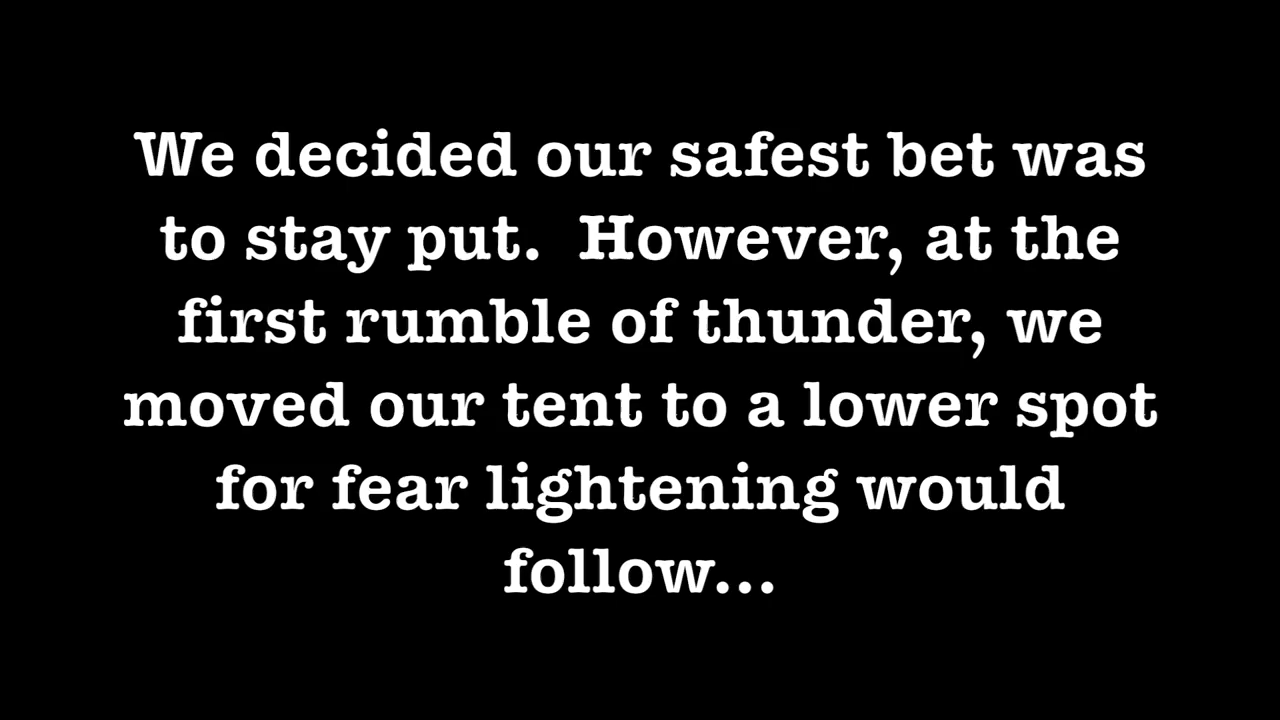 We decided our safest bet was
to stay put.  However, at the
first rumble of thunder, we
moved our tent to a lower spot
for fear lightening would
follow...